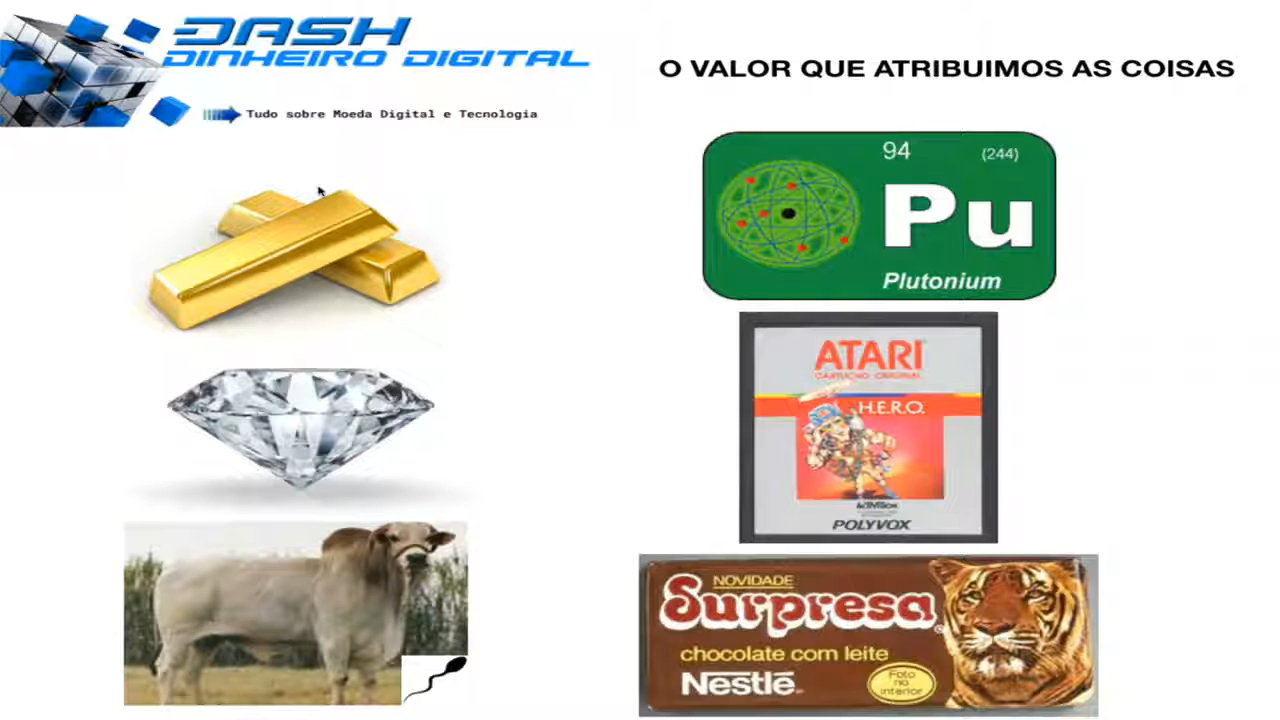 DASH
DINHEIRO DIGITAL
Tudo sobre Moeda Digital e Tecnologia
O VALOR QUE ATRIBUIMOS AS COISAS
94
(244)
Pu
Plutonium
ATARI
CARTUCHO ORIGINAL
H.E.R.O.
ACTIVISION
POLYVOX
NOVIDADE
Surpresa
chocolate com leite
Nestlé
Foto
no
interior